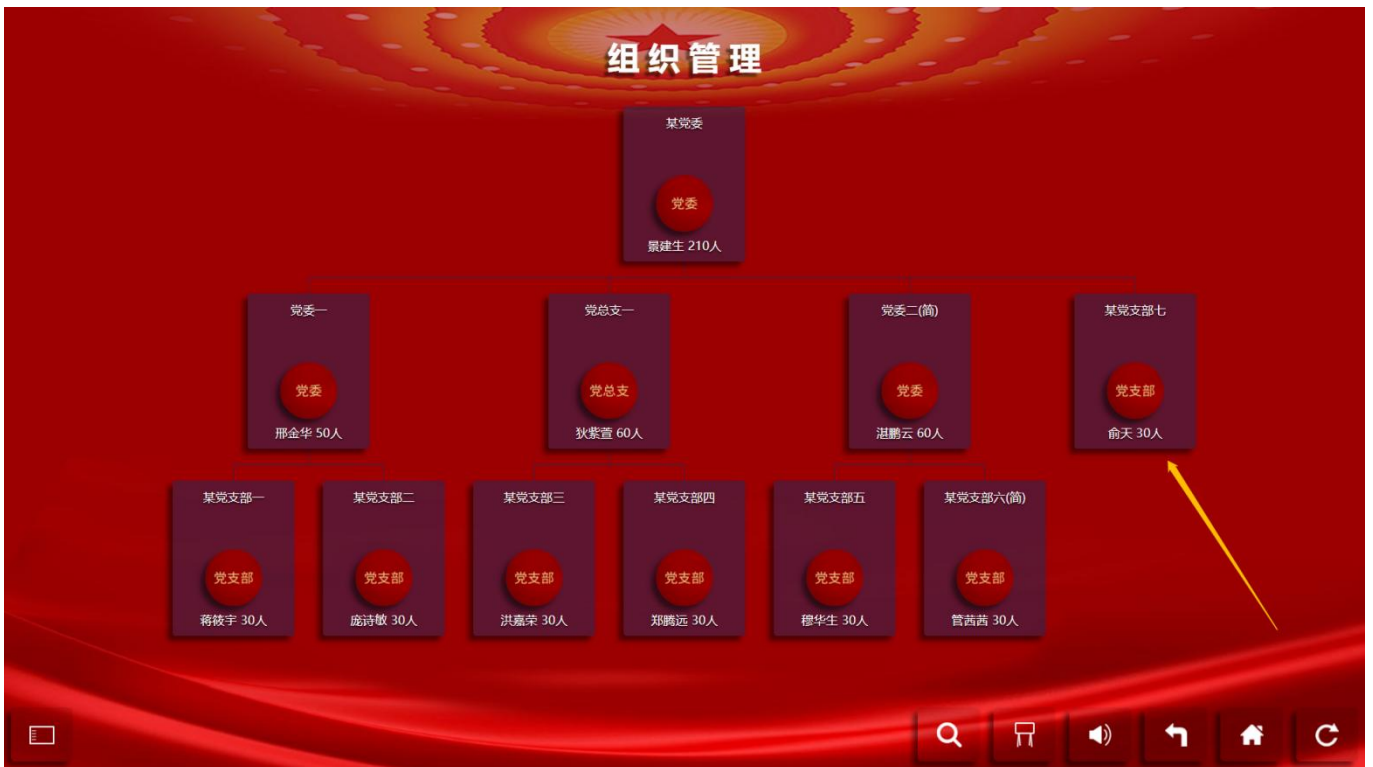 组织管理
某党委
党委
景建生 210人
党委一
党总支一
党委二(简)
某党支部七
党委
党总支
党委
党支部
邢金华 50人
狄紫萱 60人
湛鹏云 60人
俞天 30人
某党支部一
某党支部二
某党支部三
某党支部四
某党支部五
某党支部六(简)
党支部
党支部
党支部
党支部
党支部
党支部
蒋筱宇 30人
庞诗敏 30人
洪嘉荣 30人
郑腾远 30人
穆华生 30人
管茜茜 30人